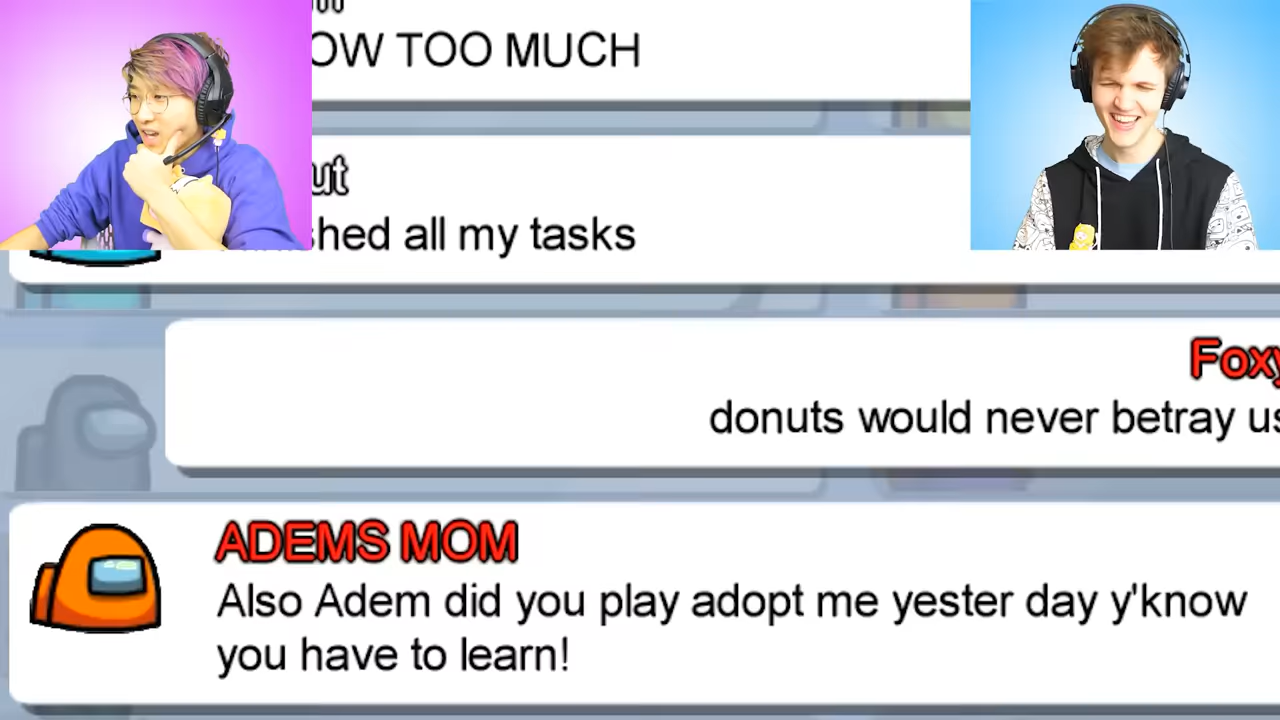 OW TOO MUCH
ut
shed all my tasks
Foxy
donuts would never betray us
ADEMS MOM
Also Adem did you play adopt me yester day y'know
you have to learn!